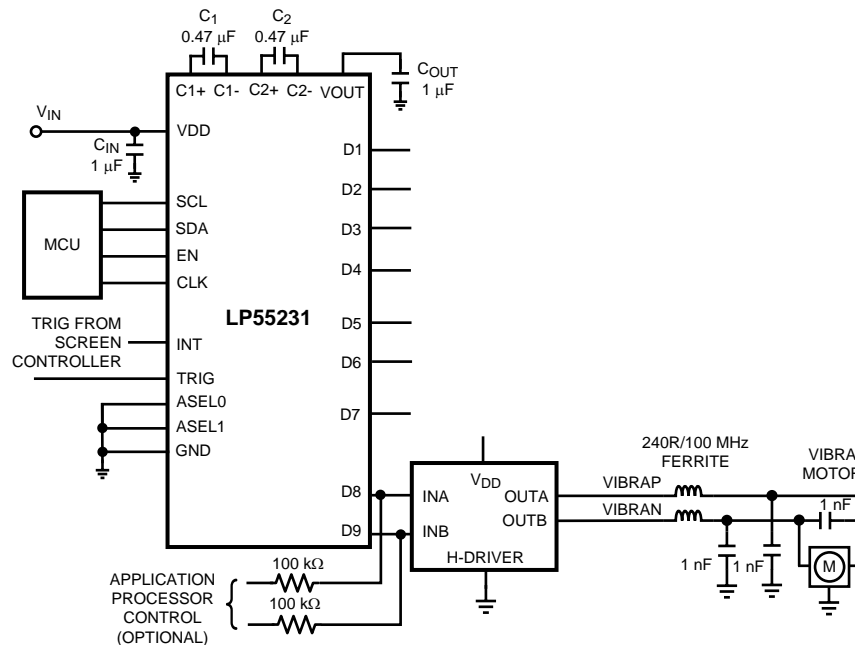 C1
0.47 μF
C2
0.47 μF
COUT
1 μF
C1+ C1- C2+ C2- VOUT
VIN
VDD
CIN
1 μF
D1
D2
D3
D4
D5
D6
D7
D8
D9
MCU
SCL
SDA
EN
CLK
LP55231
TRIG FROM
SCREEN
CONTROLLER
INT
TRIG
ASEL0
ASEL1
GND
VDD
INA
INB
OUTA
OUTB
H-DRIVER
VIBRAP
VIBRAN
240R/100 MHz
FERRITE
VIBRA
MOTOR
1 nF
1 nF
1 nF
M
100 kΩ
100 kΩ
APPLICATION
PROCESSOR
CONTROL
(OPTIONAL)